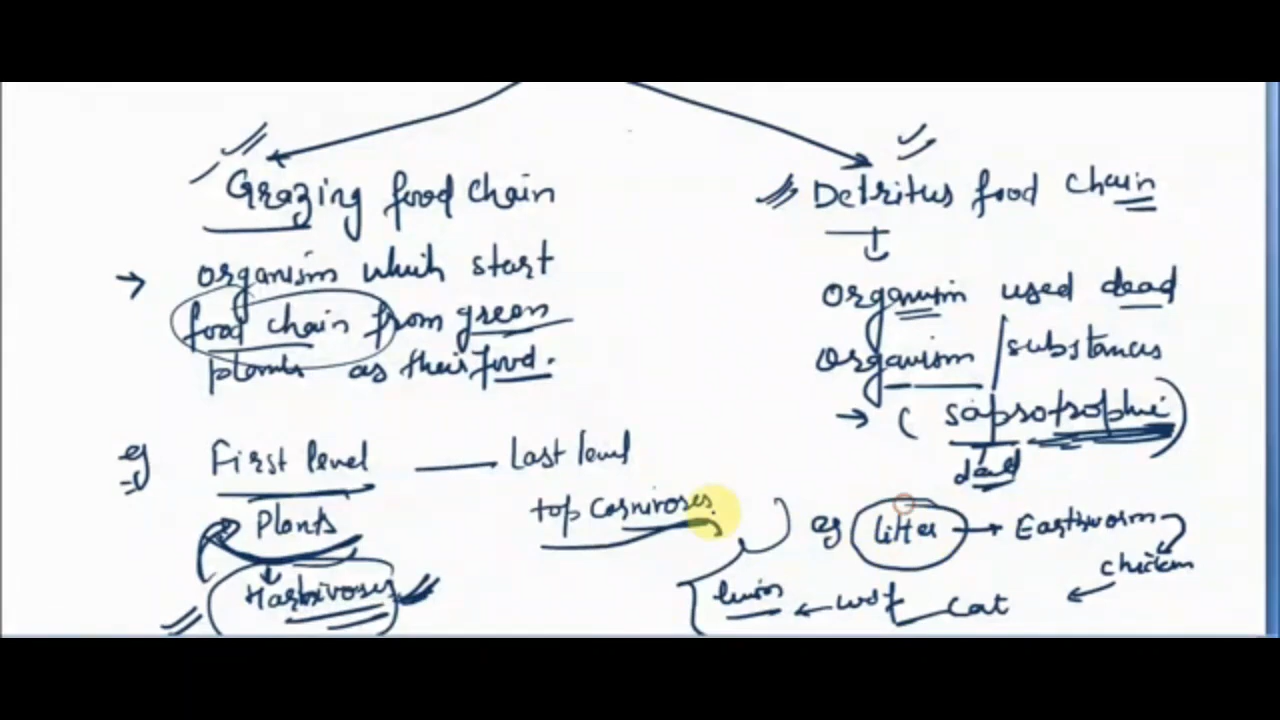 Grazing food chain
→ organism which start
food chain from green
plants as their food.
eg First level — Last level
Plants
top Carnivores
↓
Harbivores
Detritus food chain
↓
Organism used dead
Organism / substances
→ ( saprotrophic )
dead
eg Litter → Earthworm
chicken
← wolf cat